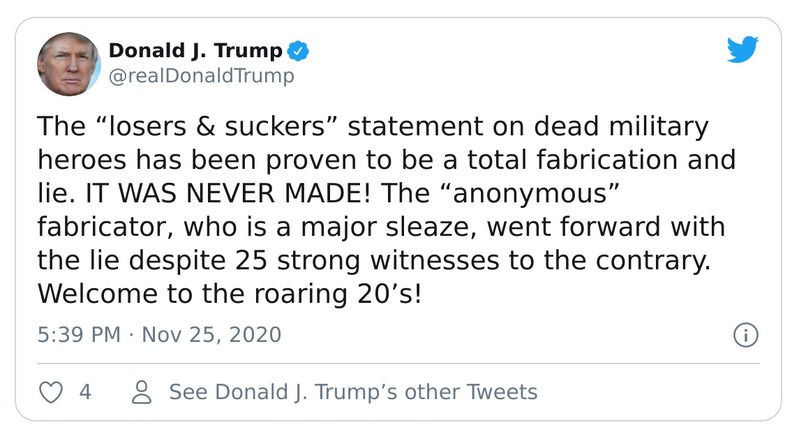 Donald J. Trump
@realDonaldTrump
The “losers & suckers” statement on dead military
heroes has been proven to be a total fabrication and
lie. IT WAS NEVER MADE! The “anonymous”
fabricator, who is a major sleaze, went forward with
the lie despite 25 strong witnesses to the contrary.
Welcome to the roaring 20’s!
5:39 PM · Nov 25, 2020
4 See Donald J. Trump’s other Tweets